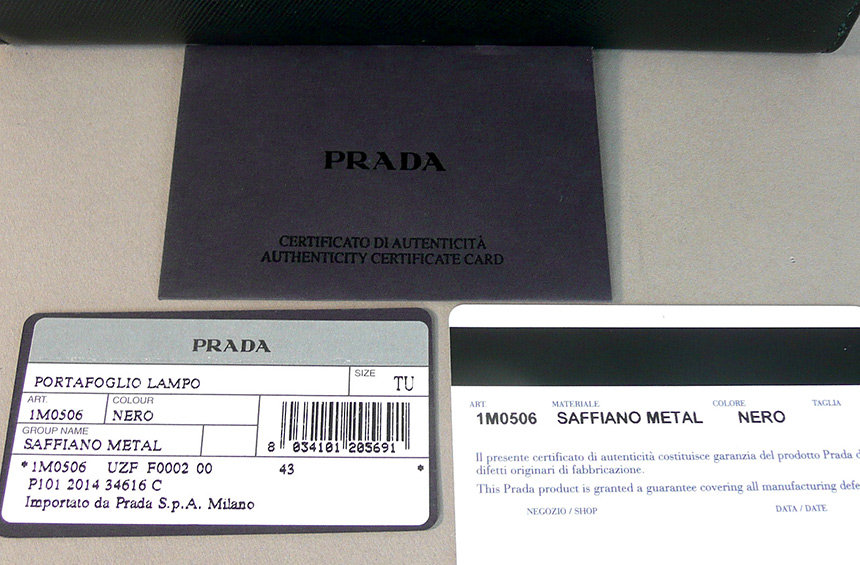 PRADA
CERTIFICATO DI AUTENTICITÀ
AUTHENTICITY CERTIFICATE CARD
PRADA
PORTAFOGLIO LAMPO
SIZE
TU
ART.
1M0506
COLOUR
NERO
GROUP NAME
SAFFIANO METAL
8 034101 205691
*1M0506 UZF F0002 00 43 *
P101 2014 34616 C
Importato da Prada S.p.A. Milano
ART. MATERIALE COLORE TAGLIA
1M0506 SAFFIANO METAL NERO
Il presente certificato di autenticità costituisce garanzia del prodotto Prada
difetti originari di fabbricazione.
This Prada product is granted a guarantee covering all manufacturing
NEGOZIO / SHOP DATA / DATE